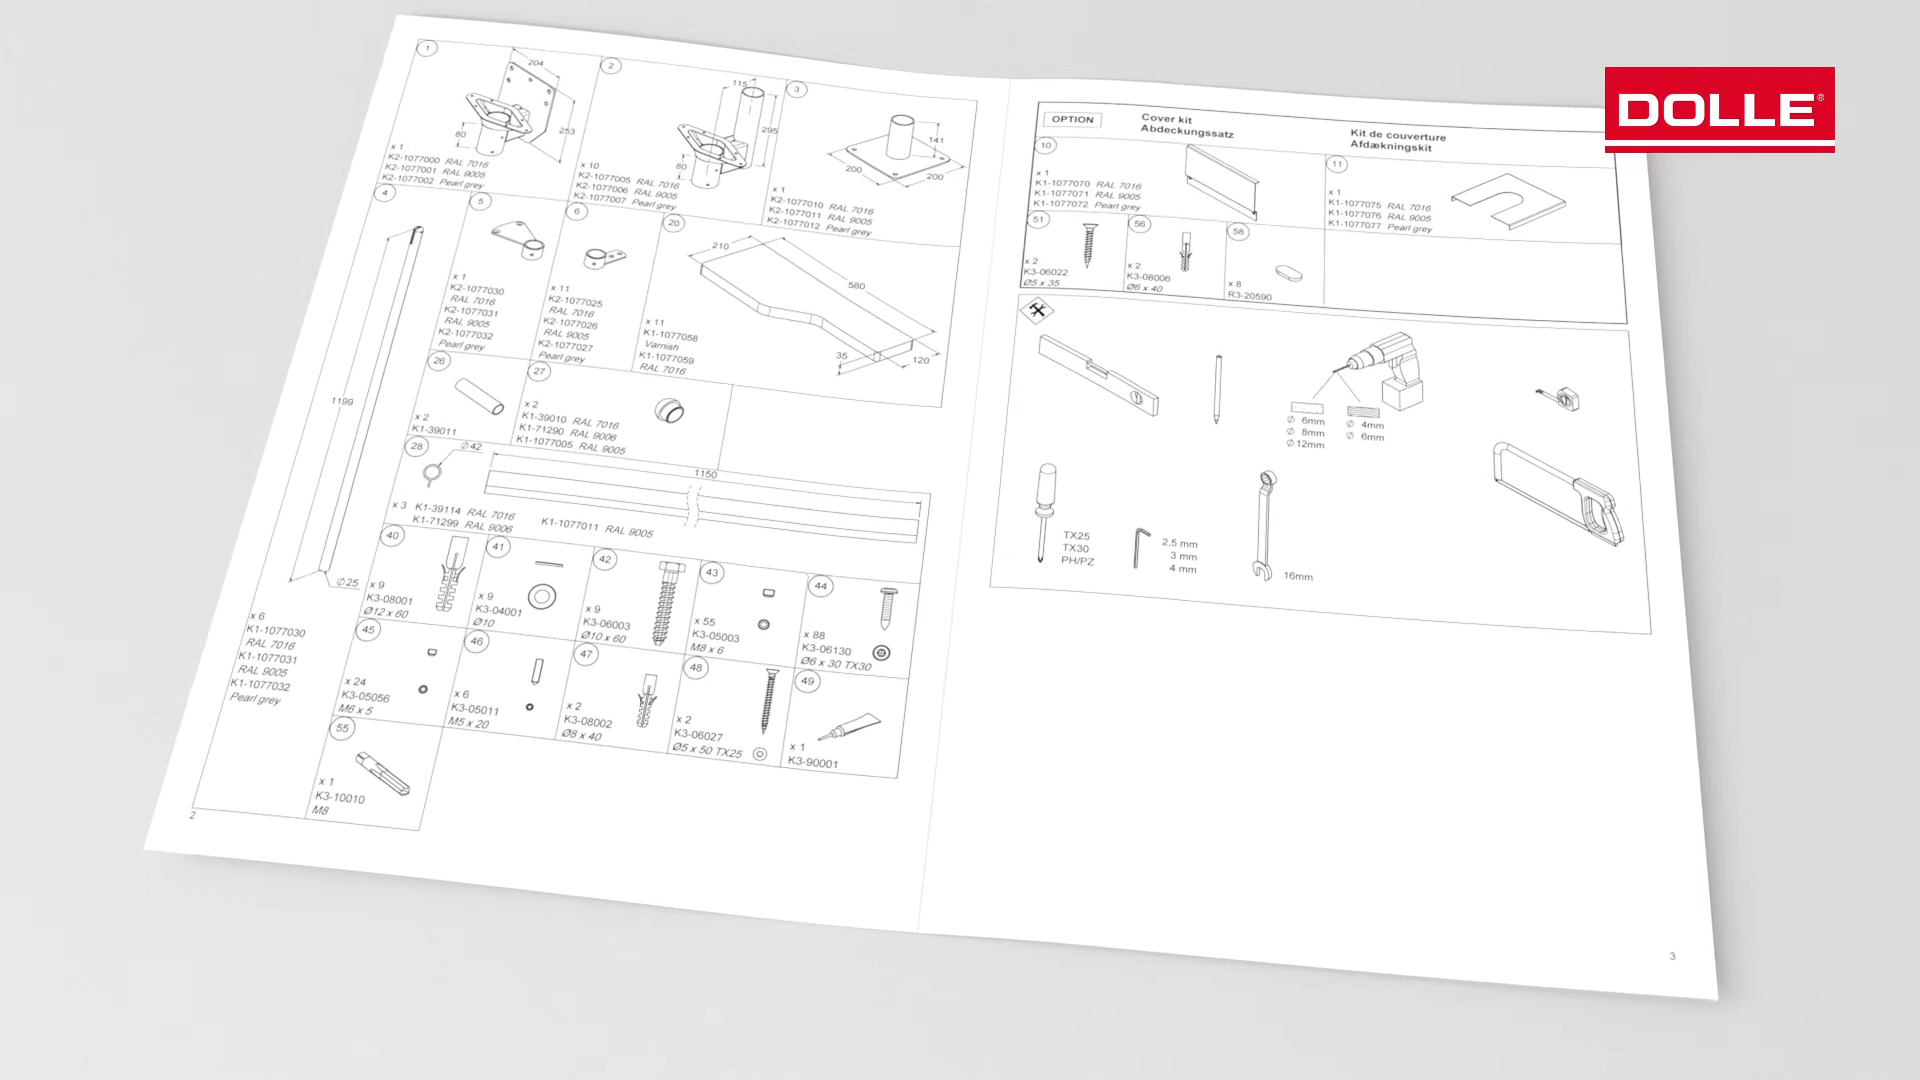 DOLLE®
1
204
253
80
x 1
K2-1077000 RAL 7016
K2-1077001 RAL 9005
K2-1077002 Pearl grey
2
115
295
80
x 10
K2-1077005 RAL 7016
K2-1077006 RAL 9005
K2-1077007 Pearl grey
3
141
200
200
x 1
K2-1077010 RAL 7016
K2-1077011 RAL 9005
K2-1077012 Pearl grey
4
1199
Ø25
x 6
K1-1077030
RAL 7016
K1-1077031
RAL 9005
K1-1077032
Pearl grey
5
x 1
K2-1077030
RAL 7016
K2-1077031
RAL 9005
K2-1077032
Pearl grey
6
x 11
K2-1077025
RAL 7016
K2-1077026
RAL 9005
K2-1077027
Pearl grey
20
210
580
35
120
x 11
K1-1077058
Varnish
K1-1077059
RAL 7016
26
x 2
K1-39011
27
x 2
K1-39010 RAL 7016
K1-71290 RAL 9006
K1-1077005 RAL 9005
28
Ø42
1150
x 3 K1-39114 RAL 7016
K1-71299 RAL 9006
K1-1077011 RAL 9005
40
x 9
K3-08001
Ø12 x 60
41
x 9
K3-04001
Ø10
42
x 9
K3-06003
Ø10 x 60
43
x 55
K3-05003
M8 x 6
44
x 88
K3-06130
Ø6 x 30 TX30
45
x 24
K3-05056
M6 x 5
46
x 6
K3-05011
M5 x 20
47
x 2
K3-08002
Ø8 x 40
48
x 2
K3-06027
Ø5 x 50 TX25
49
x 1
K3-90001
55
x 1
K3-10010
M8
2
OPTION
Cover kit
Abdeckungssatz
Kit de couverture
Afdækningskit
10
x 1
K1-1077070 RAL 7016
K1-1077071 RAL 9005
K1-1077072 Pearl grey
11
x 1
K1-1077075 RAL 7016
K1-1077076 RAL 9005
K1-1077077 Pearl grey
51
x 2
K3-06022
Ø5 x 35
56
x 2
K3-08006
Ø6 x 40
58
x 8
R3-20590
Ø 6mm
Ø 8mm
Ø 12mm
Ø 4mm
Ø 6mm
TX25
TX30
PH/PZ
2,5 mm
3 mm
4 mm
16mm
3